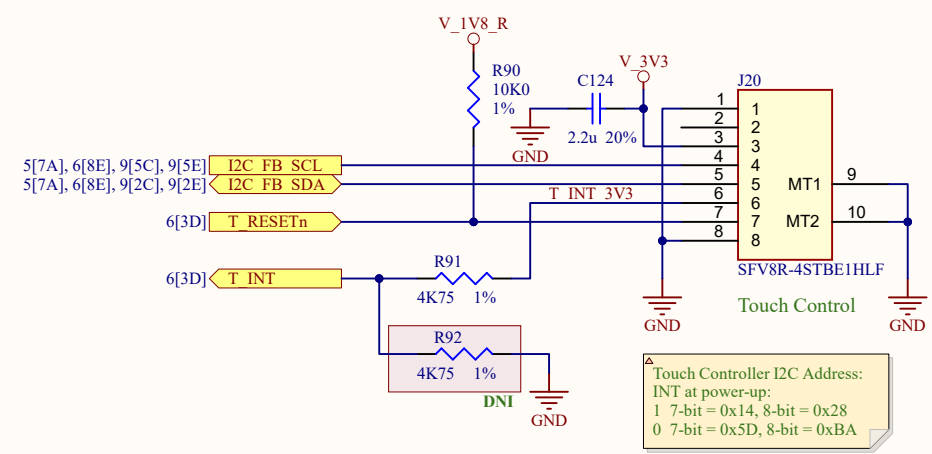 V_1V8_R
R90
10K0
1%
C124
2.2u 20%
GND
V_3V3
J20
1 1
2 2
3 3
4 4
5 5
6 6
7 7
8 8
MT1 9
MT2 10
SFV8R-4STBE1HLF
5[7A], 6[8E], 9[5C], 9[5E] I2C_FB_SCL
5[7A], 6[8E], 9[2C], 9[2E] I2C_FB_SDA
T_INT_3V3
6[3D] T_RESETn
6[3D] T_INT
R91
4K75 1%
R92
4K75 1%
DNI
GND
GND
GND
Touch Control
Touch Controller I2C Address:
INT at power-up:
1 7-bit = 0x14, 8-bit = 0x28
0 7-bit = 0x5D, 8-bit = 0xBA